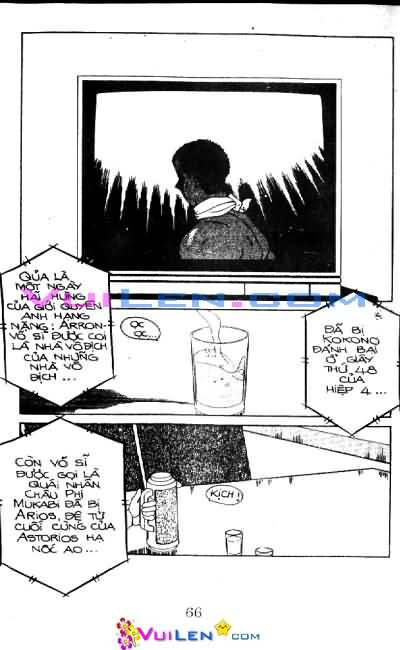 QUẢ LÀ
MỘT NGÀY
HÃI HÙNG
CỦA GIỚI QUYỀN
ANH HẠNG
NẶNG: ARRON
VÕ SĨ ĐƯỢC COI
LÀ NHÀ VÔ ĐỊCH
CỦA NHỮNG
NHÀ VÔ
ĐỊCH...
ỌC
ỌC...
ĐÃ BỊ
KOKONO
ĐÁNH BẠI
Ở GIÂY
THỨ 48
CỦA
HIỆP 4...
VuiLen.com
CÒN VÕ SĨ
ĐƯỢC GỌI LÀ
QUÁI NHÂN
CHÂU PHI
MUKABI ĐÃ BỊ
ARIOS, ĐỆ TỬ
CUỐI CÙNG CỦA
ASTORIOS HẠ
NỐC AO...
KỊCH!
66
VuiLen.com